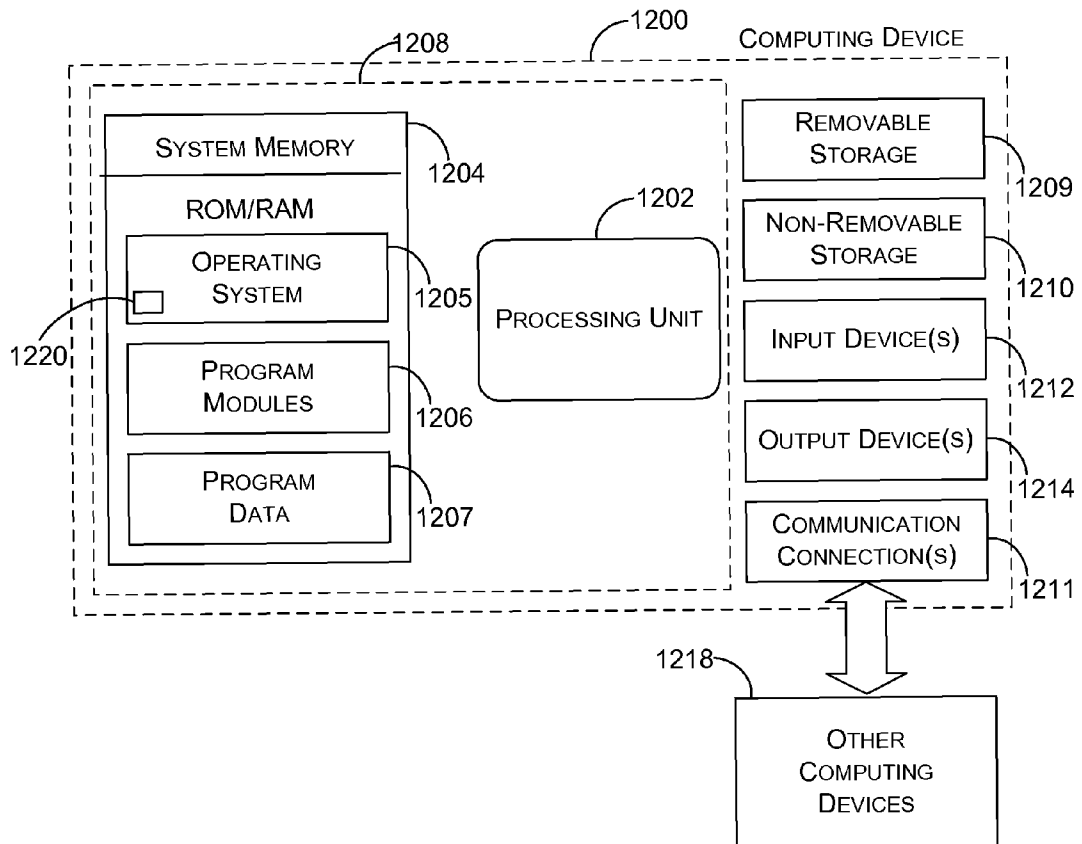 1200
COMPUTING DEVICE
1208
SYSTEM MEMORY
1204
ROM/RAM
OPERATING
SYSTEM
1205
1220
PROGRAM
MODULES
1206
PROGRAM
DATA
1207
1202
PROCESSING UNIT
REMOVABLE
STORAGE
1209
NON-REMOVABLE
STORAGE
1210
INPUT DEVICE(S)
1212
OUTPUT DEVICE(S)
1214
COMMUNICATION
CONNECTION(S)
1211
1218
OTHER
COMPUTING
DEVICES